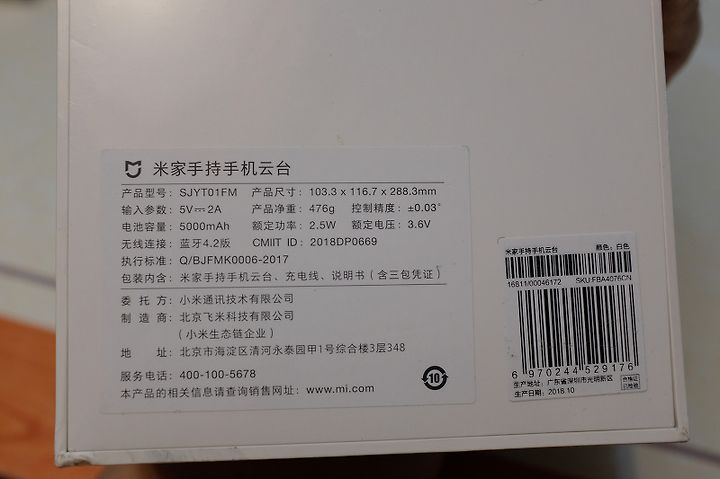 米家手持手机云台
产品型号: SJYT01FM 产品尺寸: 103.3 x 116.7 x 288.3mm
输入参数: 5V⎓2A 产品净重: 476g 控制精度: ±0.03°
电池容量: 5000mAh 额定功率: 2.5W 额定电压: 3.6V
无线连接: 蓝牙4.2版 CMIIT ID: 2018DP0669
执行标准: Q/BJFMK0006-2017
包装内含: 米家手持手机云台、充电线、说明书（含三包凭证）
委 托 方: 小米通讯技术有限公司
制 造 商: 北京飞米科技有限公司
（小米生态链企业）
地 址: 北京市海淀区清河永泰园甲1号综合楼3层348
服务电话: 400-100-5678
本产品的相关信息请查询销售网址: www.mi.com
10
米家手持手机云台 颜色: 白色
16811/00046172 SKU:FBA4076CN
6 970244 529176
生产地址: 广东省深圳市光明新区
生产日期: 2018.10
合格证
已检验